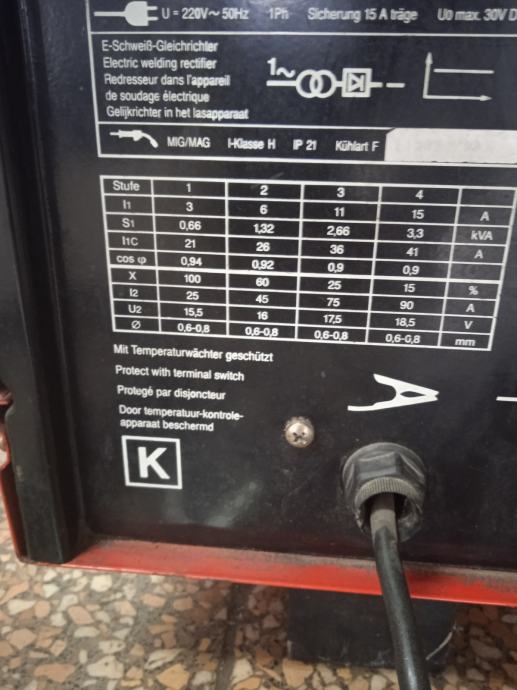 U = 220V~ 50Hz 1Ph Sicherung 15 A träge Uo max. 30V D
E-Schweiß-Gleichrichter
Electric welding rectifier
Redresseur dans l'appareil
de soudage électrique
Gelijkrichter in het lasapparaat
1~
MIG/MAG I-Klasse H IP 21 Kühlart F
Stufe 1 2 3 4
I1 3 6 11 15 A
S1 0,66 1,32 2,66 3,3 kVA
I1C 21 26 36 41 A
cos φ 0,94 0,92 0,9 0,9
X 100 60 25 15 %
I2 25 45 75 90 A
U2 15,5 16 17,5 18,5 V
Ø 0,6-0,8 0,6-0,8 0,6-0,8 0,6-0,8 mm
Mit Temperaturwächter geschützt
Protect with terminal switch
Protegé par disjoncteur
Door temperatuur-kontrole-
apparaat beschermd
K